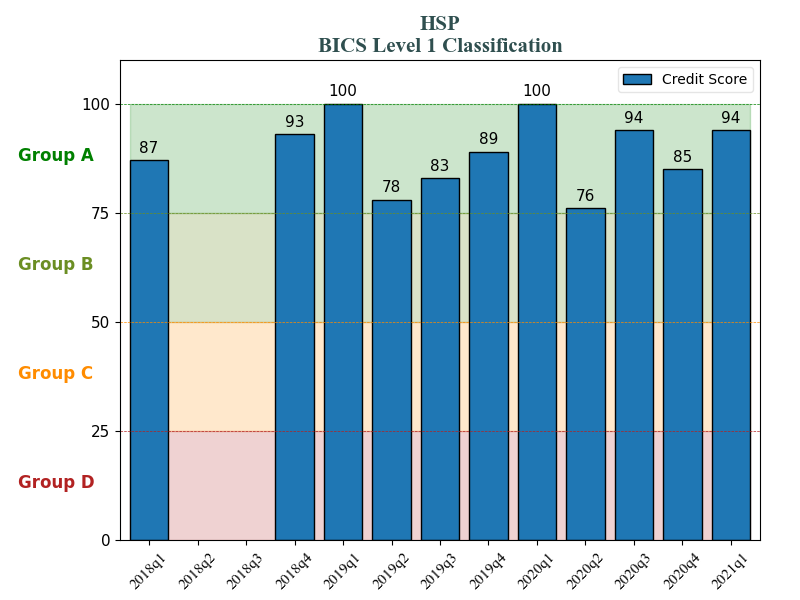 HSP
BICS Level 1 Classification
Credit Score
100
75
50
25
0
Group A
Group B
Group C
Group D
87
93
100
78
83
89
100
76
94
85
94
2018q1
2018q2
2018q3
2018q4
2019q1
2019q2
2019q3
2019q4
2020q1
2020q2
2020q3
2020q4
2021q1